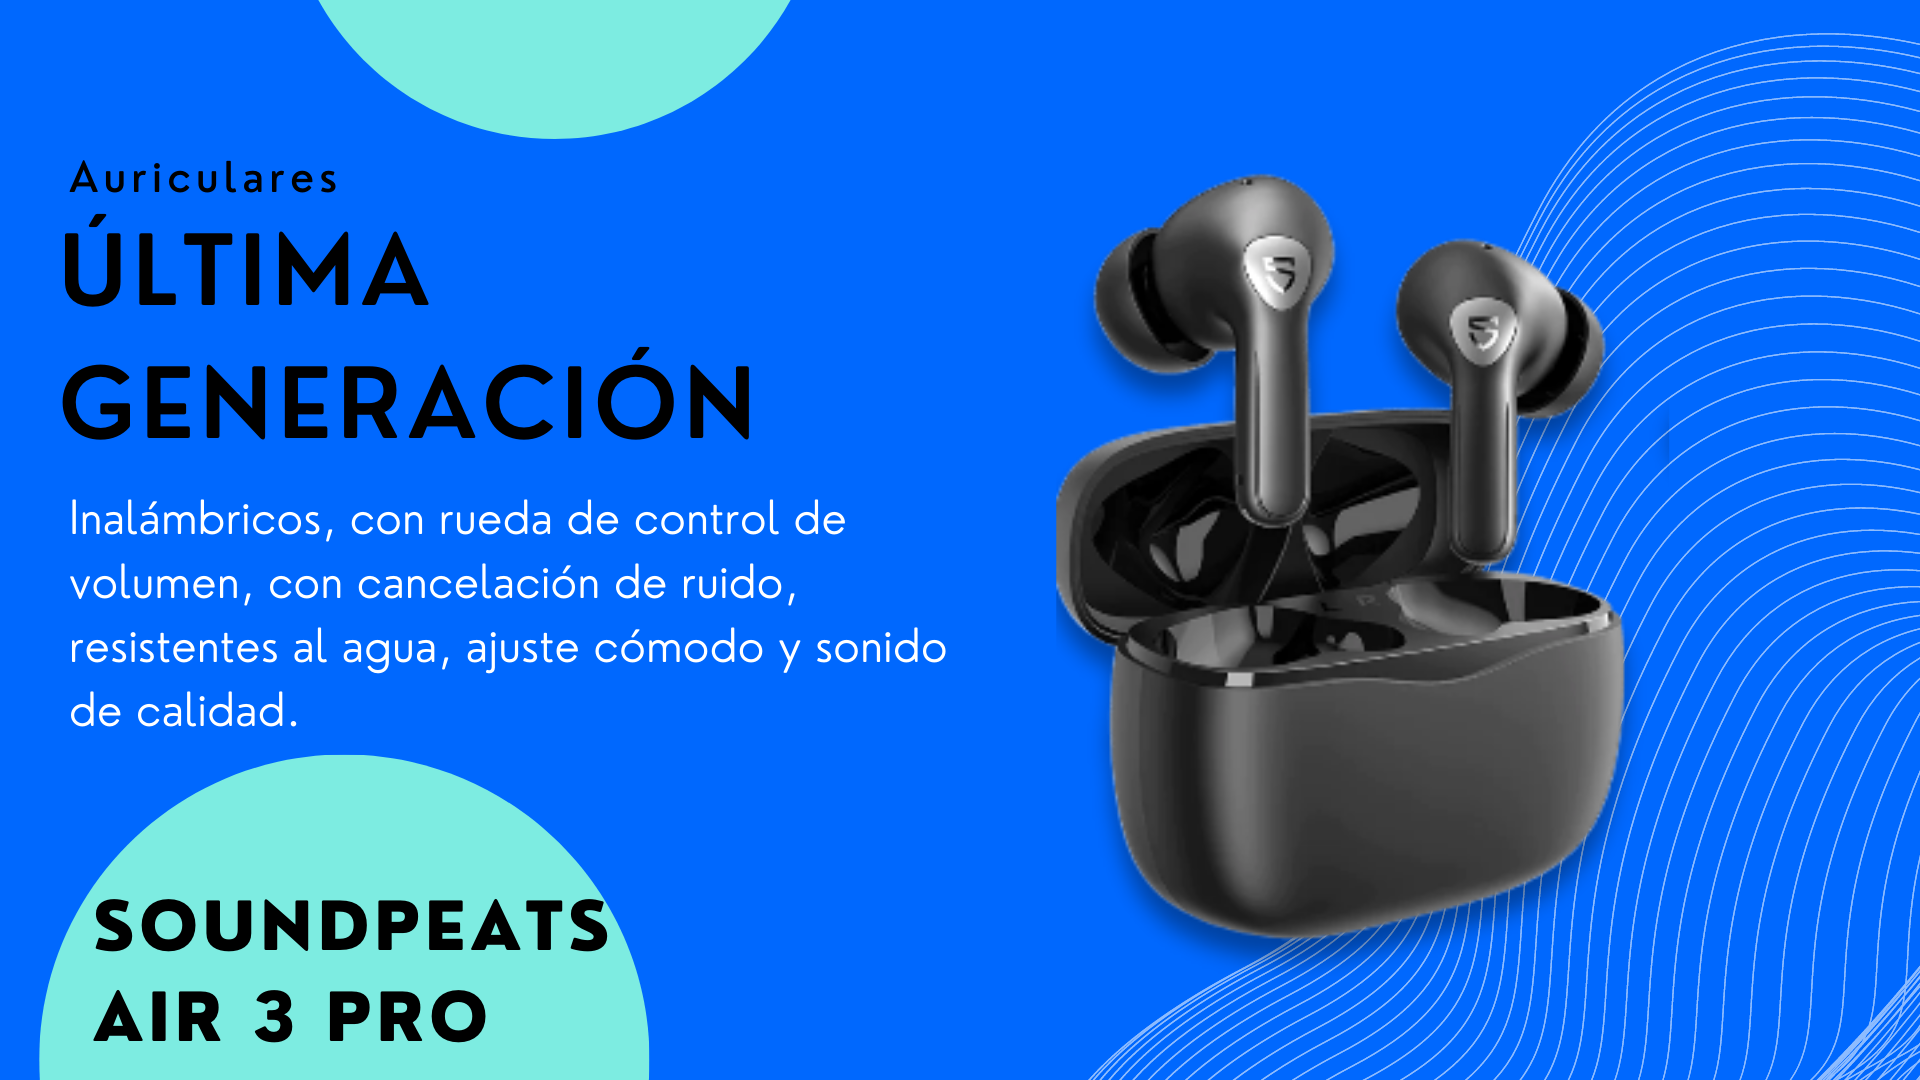 Auriculares
ÚLTIMA
GENERACIÓN
Inalámbricos, con rueda de control de
volumen, con cancelación de ruido,
resistentes al agua, ajuste cómodo y sonido
de calidad.
SOUNDPEATS
AIR 3 PRO